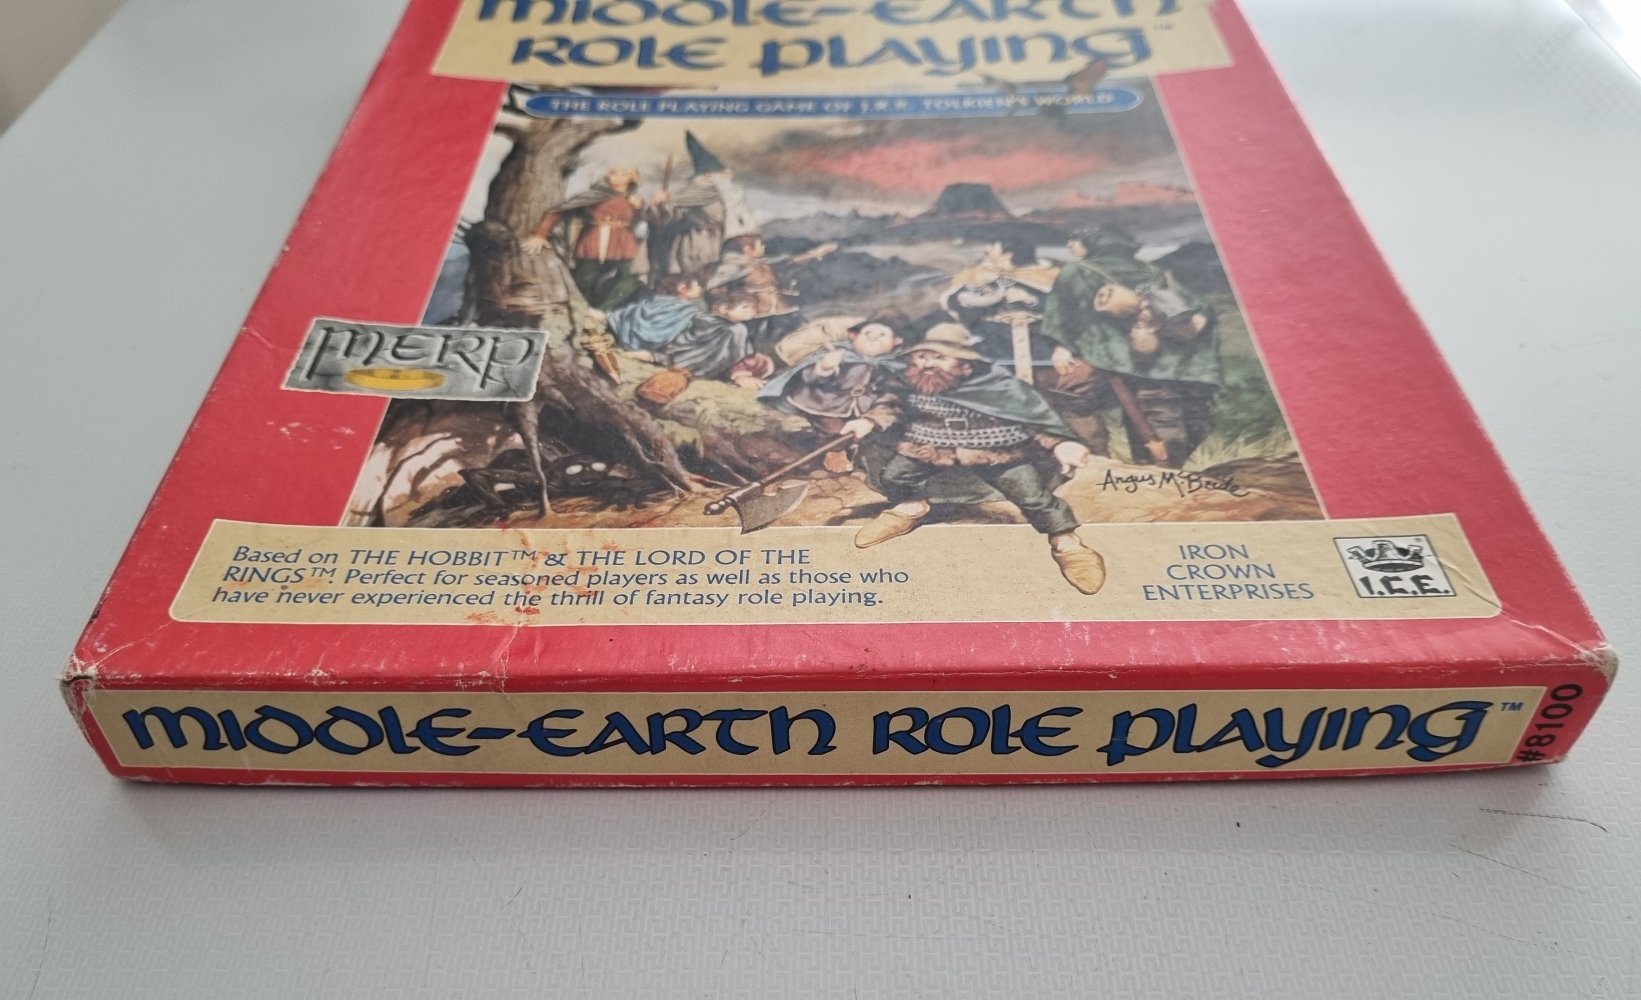 MIDDLE-EARTH
ROLE PLAYING™
THE ROLE PLAYING GAME OF J.R.R. TOLKIEN'S WORLD
MERP
Angus McBride
Based on THE HOBBIT™ & THE LORD OF THE
RINGS™! Perfect for seasoned players as well as those who
have never experienced the thrill of fantasy role playing.
IRON
CROWN
ENTERPRISES
I.C.E.
MIDDLE-EARTH ROLE PLAYING™
#8100